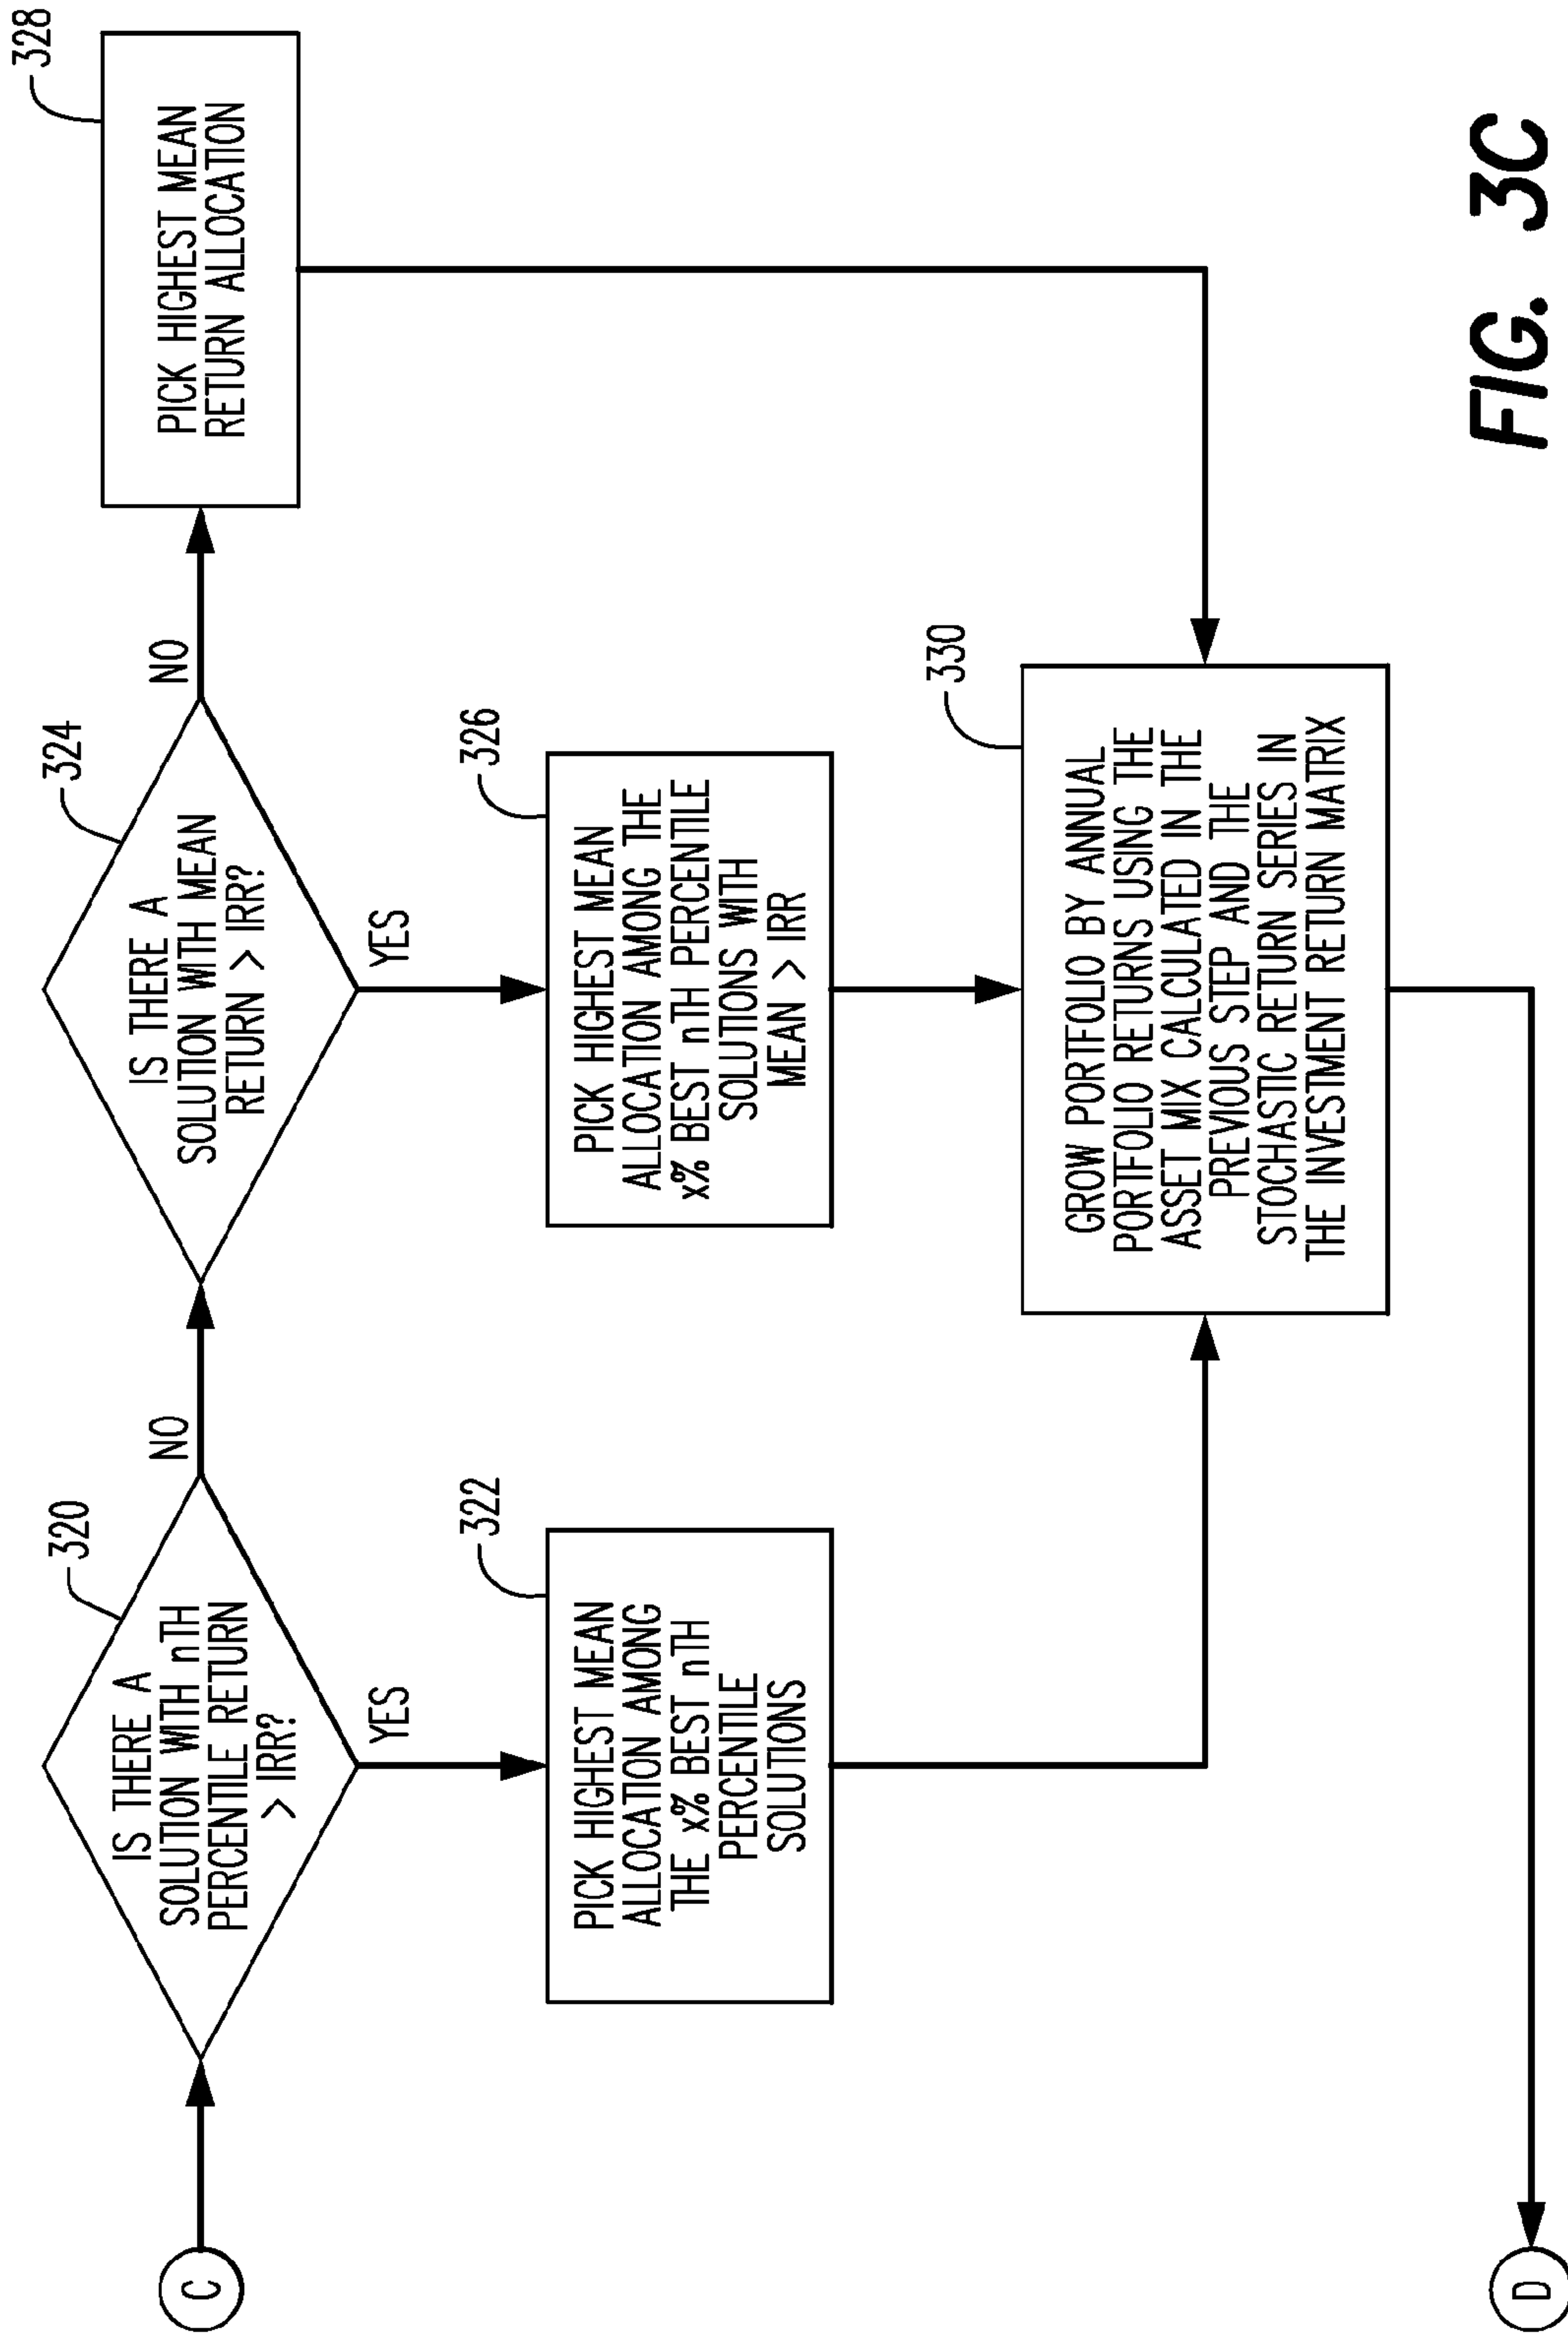 C
320
IS THERE A
SOLUTION WITH nTH
PERCENTILE RETURN
> IRR?
NO
YES
324
IS THERE A
SOLUTION WITH MEAN
RETURN > IRR?
NO
YES
328
PICK HIGHEST MEAN
RETURN ALLOCATION
322
PICK HIGHEST MEAN
ALLOCATION AMONG
THE x% BEST nTH
PERCENTILE
SOLUTIONS
326
PICK HIGHEST MEAN
ALLOCATION AMONG THE
x% BEST nTH PERCENTILE
SOLUTIONS WITH
MEAN > IRR
330
GROW PORTFOLIO BY ANNUAL
PORTFOLIO RETURNS USING THE
ASSET MIX CALCULATED IN THE
PREVIOUS STEP AND THE
STOCHASTIC RETURN SERIES IN
THE INVESTMENT RETURN MATRIX
D
FIG. 3C